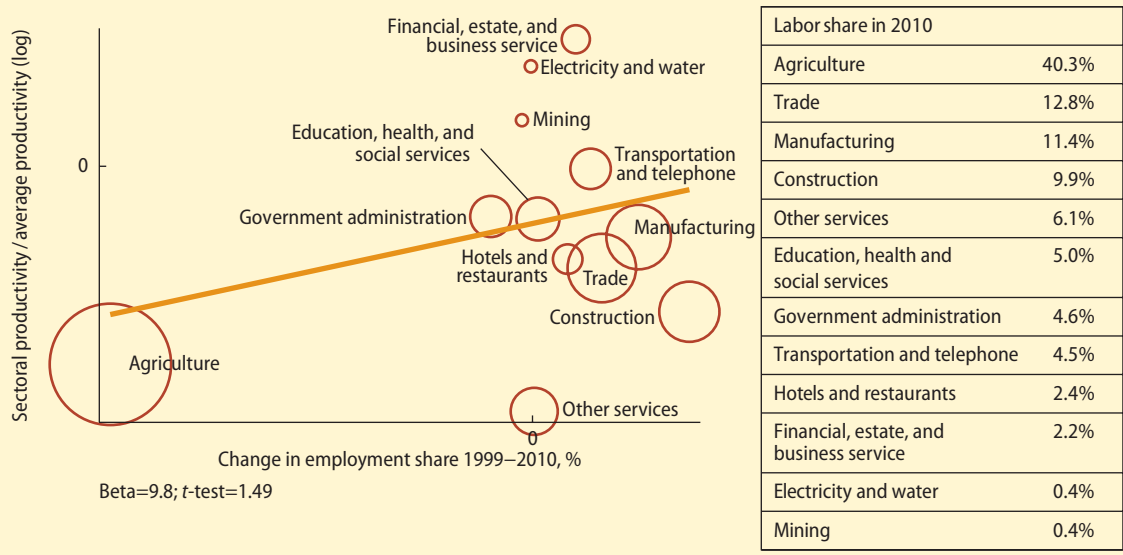 Sectoral productivity / average productivity (log)
0
Financial, estate, and
business service
Electricity and water
Mining
Education, health, and
social services
Transportation
and telephone
Government administration
Manufacturing
Hotels and
restaurants
Trade
Construction
Agriculture
Other services
0
Change in employment share 1999–2010, %
Beta=9.8; t-test=1.49
Labor share in 2010
Agriculture 40.3%
Trade 12.8%
Manufacturing 11.4%
Construction 9.9%
Other services 6.1%
Education, health and 5.0%
social services
Government administration 4.6%
Transportation and telephone 4.5%
Hotels and restaurants 2.4%
Financial, estate, and 2.2%
business service
Electricity and water 0.4%
Mining 0.4%